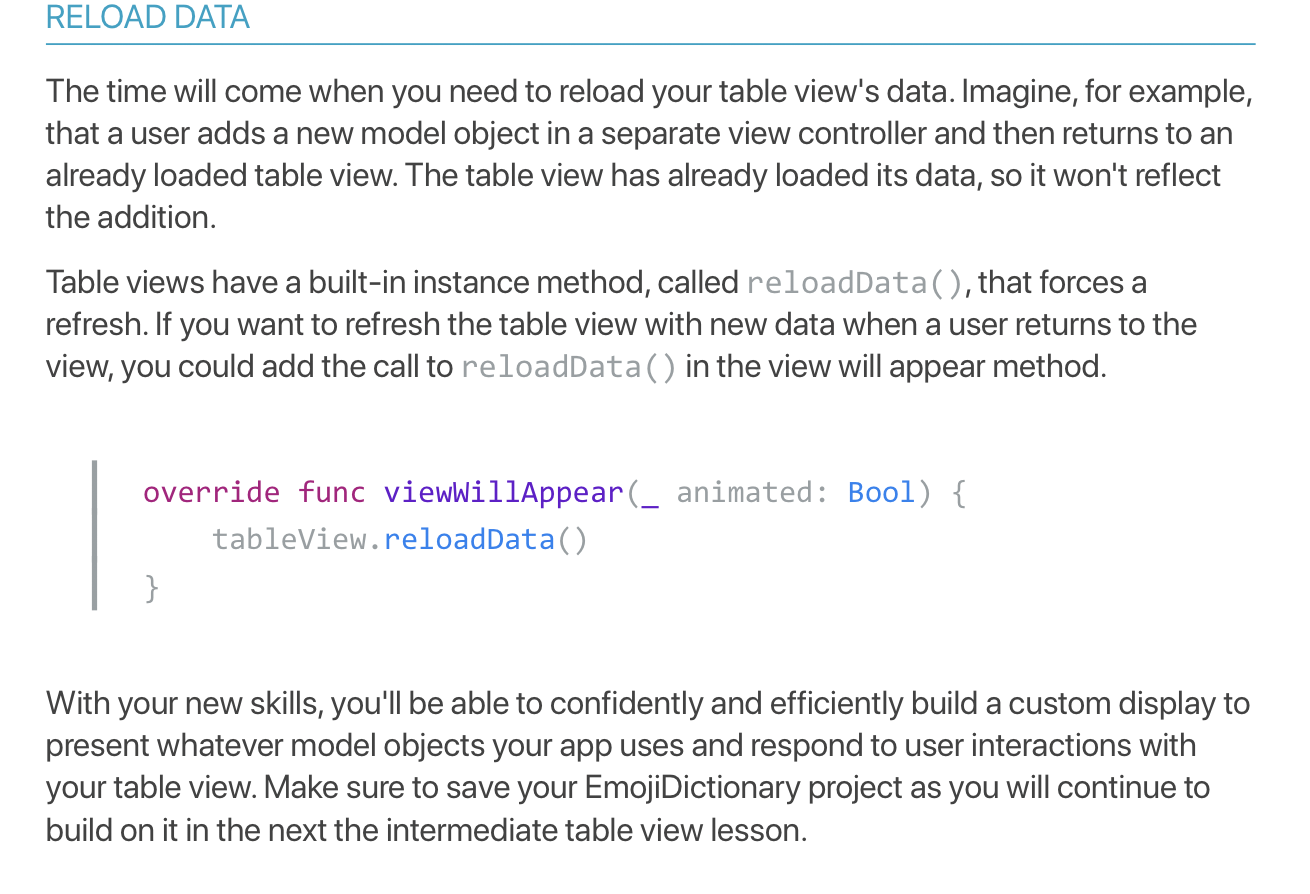 RELOAD DATA
The time will come when you need to reload your table view's data. Imagine, for example,
that a user adds a new model object in a separate view controller and then returns to an
already loaded table view. The table view has already loaded its data, so it won't reflect
the addition.
Table views have a built-in instance method, called reloadData(), that forces a
refresh. If you want to refresh the table view with new data when a user returns to the
view, you could add the call to reloadData() in the view will appear method.
override func viewWillAppear(_ animated: Bool) {
    tableView.reloadData()
}
With your new skills, you'll be able to confidently and efficiently build a custom display to
present whatever model objects your app uses and respond to user interactions with
your table view. Make sure to save your EmojiDictionary project as you will continue to
build on it in the next the intermediate table view lesson.